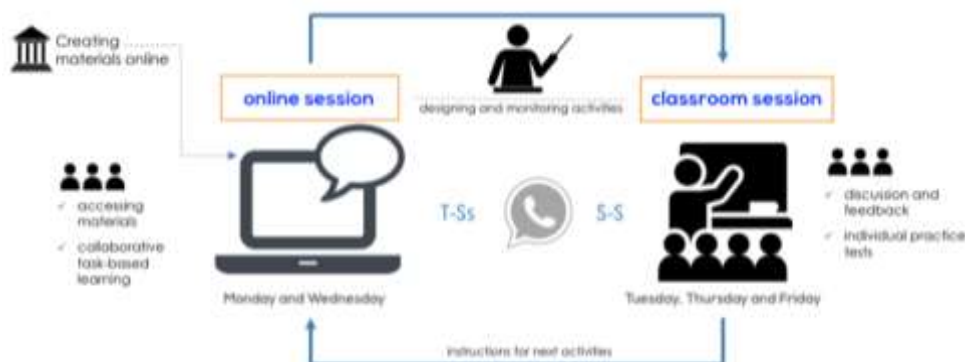 Creating
materials online
online session
designing and monitoring activities
classroom session
accessing
materials
collaborative
task-based
learning
T-Ss
S-S
discussion and
feedback
individual practice
tests
Monday and Wednesday
Tuesday, Thursday and Friday
instructions for next activities